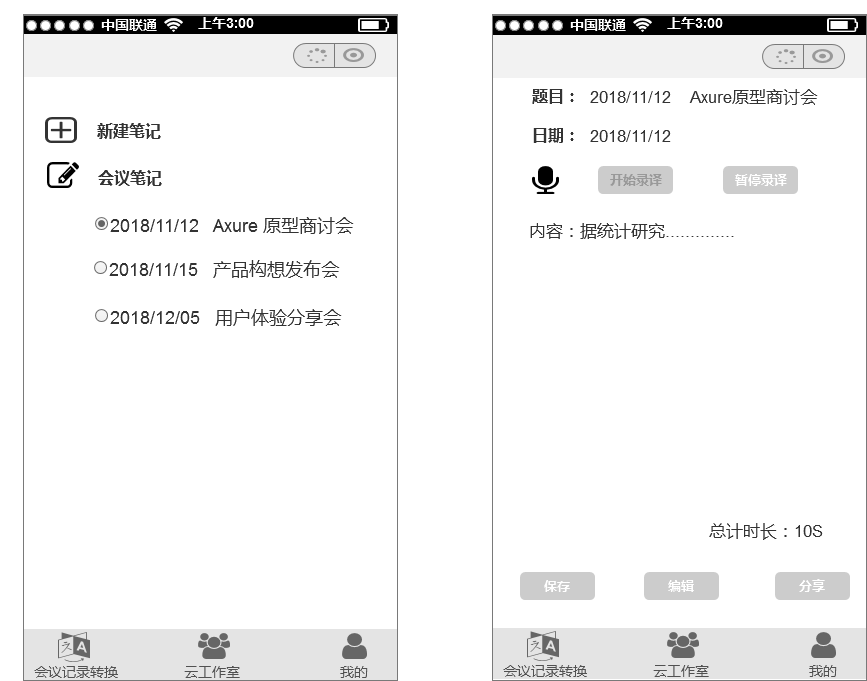 中国联通 上午3:00
新建笔记
会议笔记
2018/11/12 Axure 原型商讨会
2018/11/15 产品构想发布会
2018/12/05 用户体验分享会
会议记录转换 云工作室 我的
中国联通 上午3:00
题目： 2018/11/12 Axure原型商讨会
日期： 2018/11/12
开始录译 暂停录译
内容：据统计研究..............
总计时长：10S
保存 编辑 分享
会议记录转换 云工作室 我的